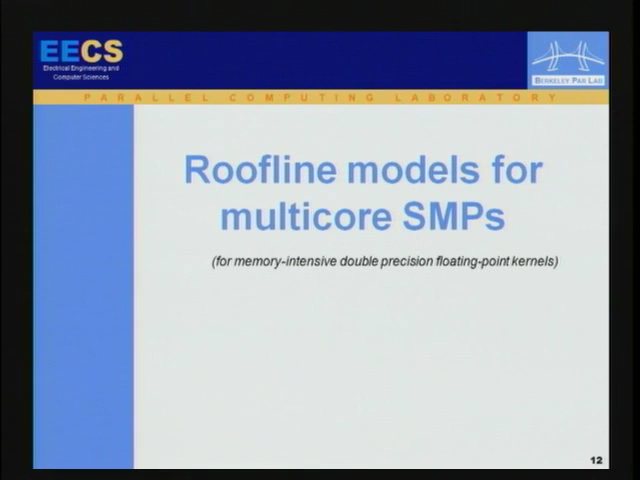 EECS
Electrical Engineering and
Computer Sciences
BERKELEY PAR LAB
PARALLEL COMPUTING LABORATORY
Roofline models for
multicore SMPs
(for memory-intensive double precision floating-point kernels)
12